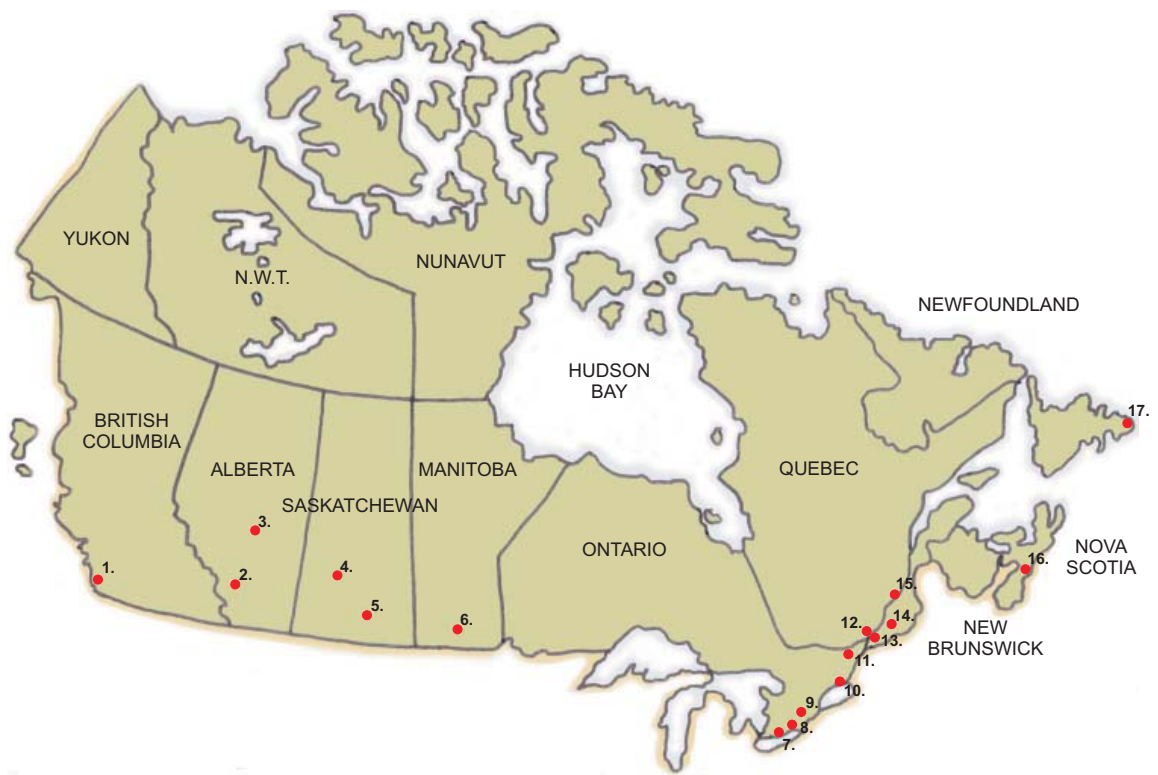 YUKON
N.W.T.
NUNAVUT
NEWFOUNDLAND
HUDSON
BAY
BRITISH
COLUMBIA
ALBERTA
SASKATCHEWAN
MANITOBA
ONTARIO
QUEBEC
NOVA
SCOTIA
NEW
BRUNSWICK
1.
2.
3.
4.
5.
6.
7.
8.
9.
10.
11.
12.
13.
14.
15.
16.
17.